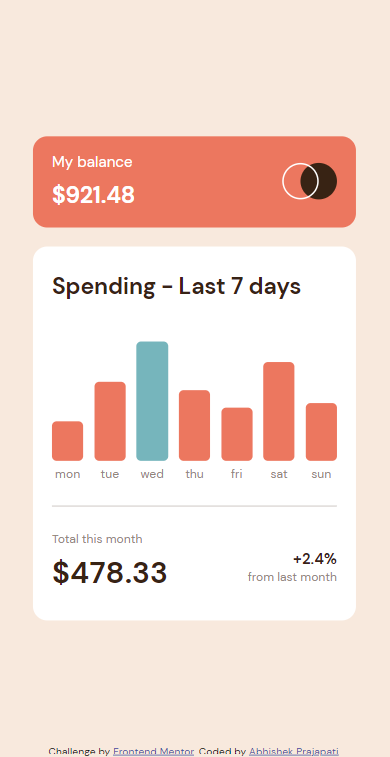 My balance
$921.48
Spending - Last 7 days
mon tue wed thu fri sat sun
Total this month
$478.33
+2.4%
from last month
Challenge by Frontend Mentor. Coded by Abhishek Prajapati